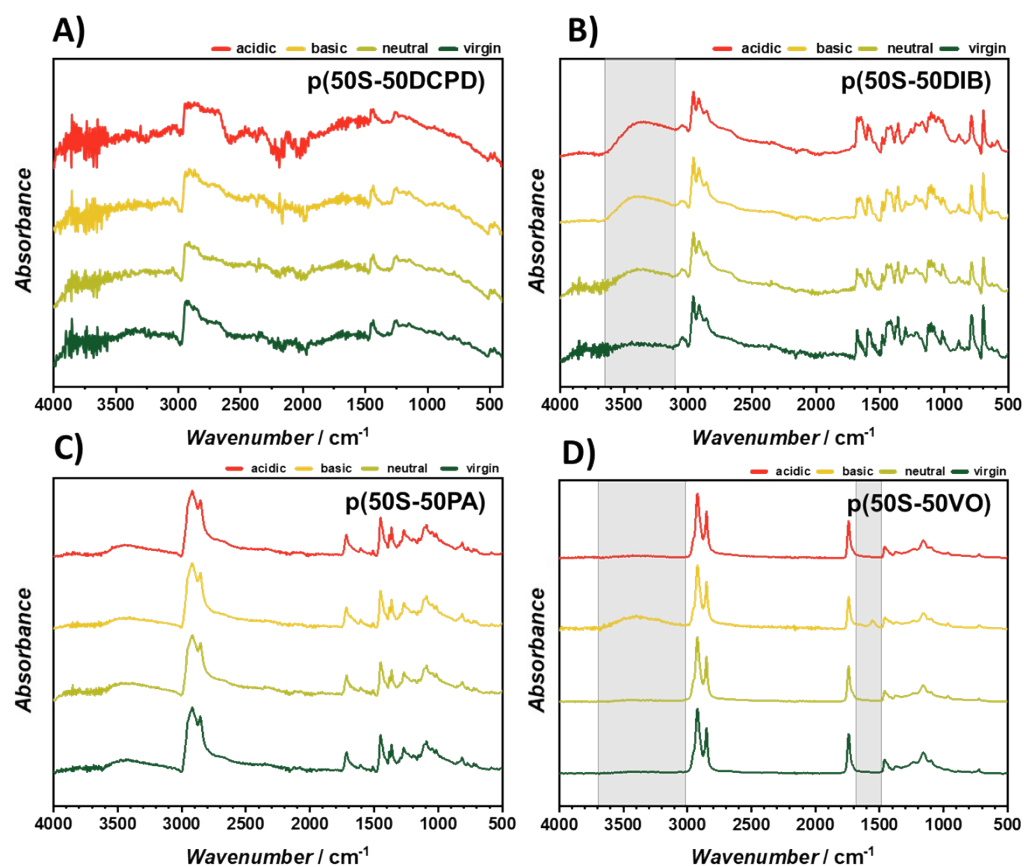 A)
acidic basic neutral virgin
p(50S-50DCPD)
Absorbance
4000 3500 3000 2500 2000 1500 1000 500
Wavenumber / cm-1
B)
acidic basic neutral virgin
p(50S-50DIB)
Absorbance
4000 3500 3000 2500 2000 1500 1000 500
Wavenumber / cm-1
C)
acidic basic neutral virgin
p(50S-50PA)
Absorbance
4000 3500 3000 2500 2000 1500 1000 500
Wavenumber / cm-1
D)
acidic basic neutral virgin
p(50S-50VO)
Absorbance
4000 3500 3000 2500 2000 1500 1000 500
Wavenumber / cm-1